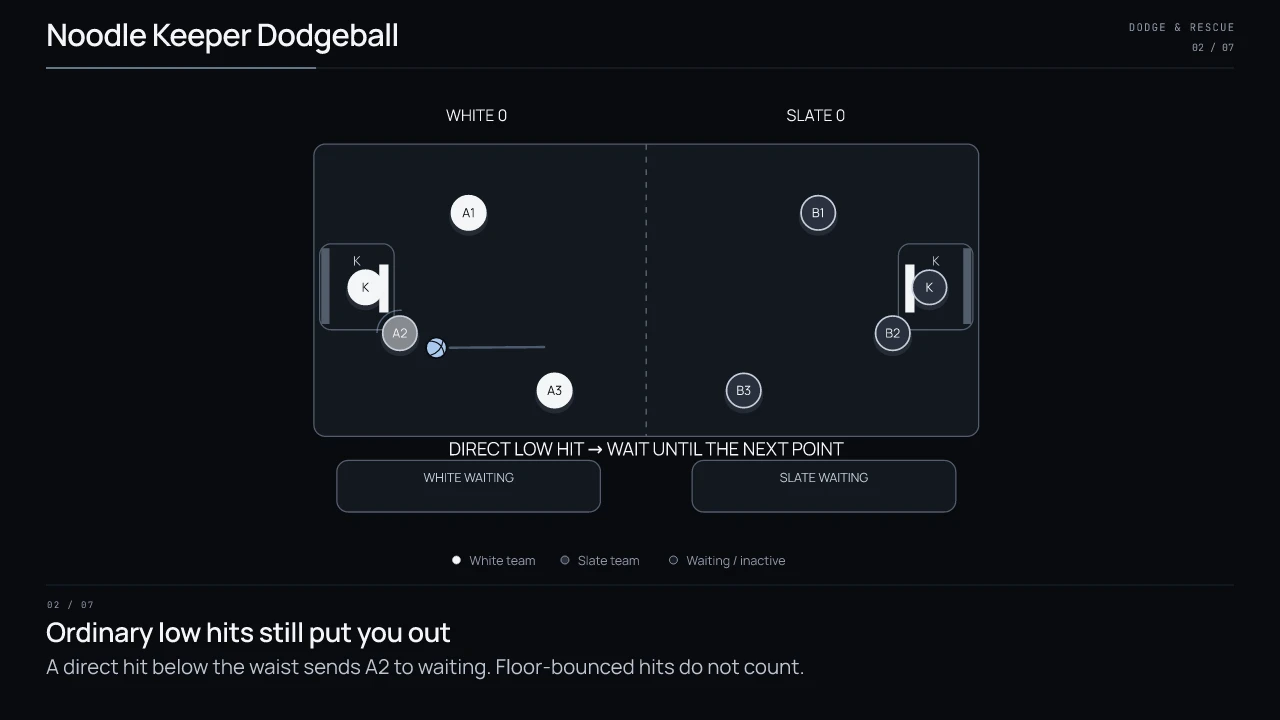 Noodle Keeper Dodgeball
DODGE & RESCUE
02 / 07
WHITE 0
SLATE 0
A1
B1
K
K
K
K
A2
B2
A3
B3
DIRECT LOW HIT → WAIT UNTIL THE NEXT POINT
WHITE WAITING
SLATE WAITING
White team
Slate team
Waiting / inactive
02 / 07
Ordinary low hits still put you out
A direct hit below the waist sends A2 to waiting. Floor-bounced hits do not count.